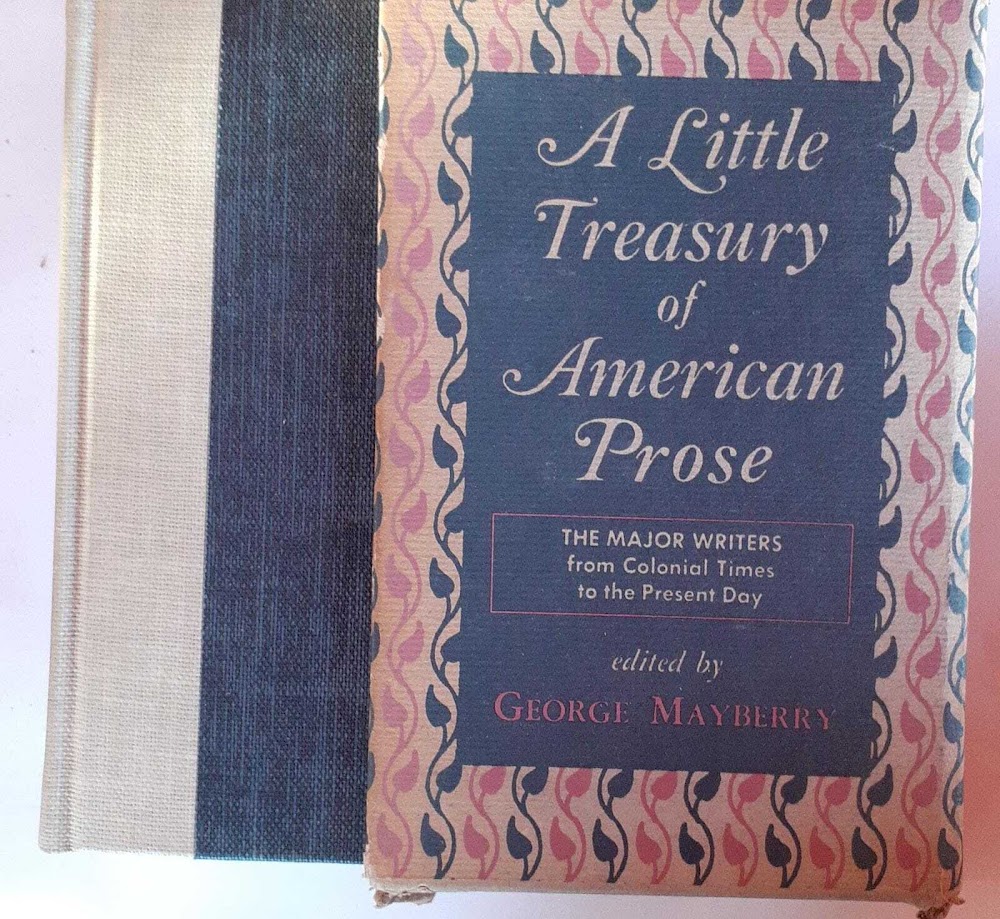 A Little
Treasury
of
American
Prose
THE MAJOR WRITERS
from Colonial Times
to the Present Day
edited by
GEORGE MAYBERRY